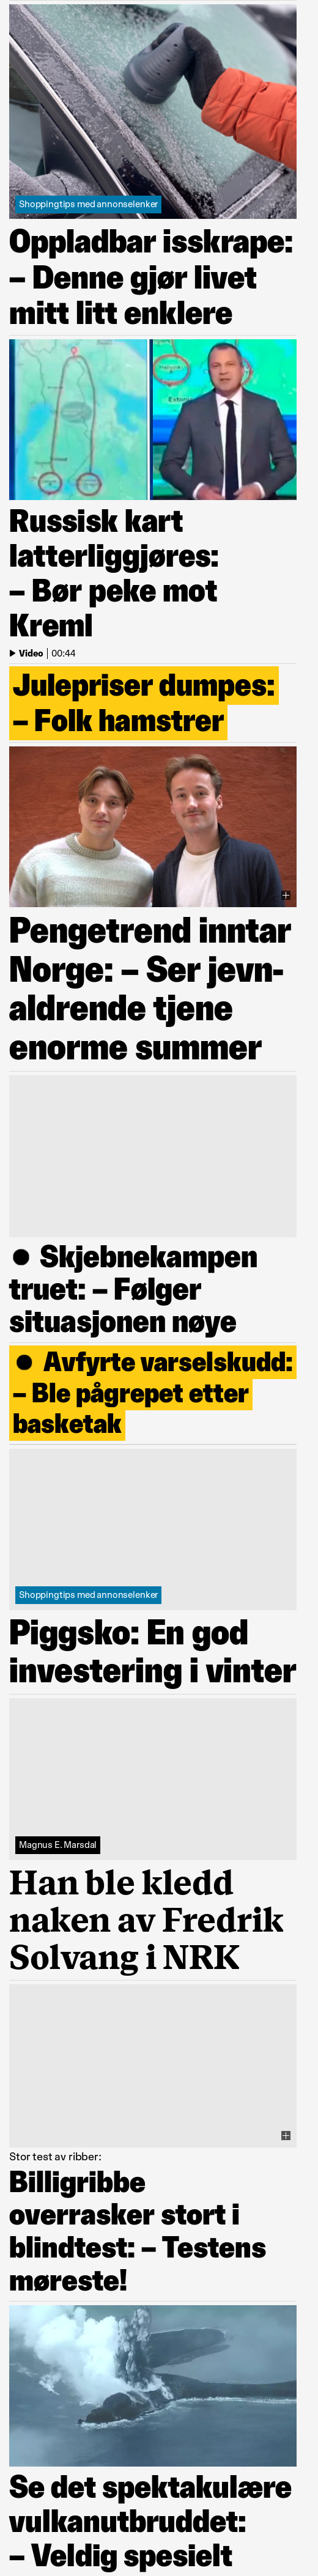 Shoppingtips med annonselenker
Oppladbar isskrape:
– Denne gjør livet
mitt litt enklere
Russisk kart
latterliggjøres:
– Bør peke mot
Kreml
Video | 00:44
Julepriser dumpes:
– Folk hamstrer
Pengetrend inntar
Norge: – Ser jevn-
aldrende tjene
enorme summer
● Skjebnekampen
truet: – Følger
situasjonen nøye
● Avfyrte varselskudd:
– Ble pågrepet etter
basketak
Shoppingtips med annonselenker
Piggsko: En god
investering i vinter
Magnus E. Marsdal
Han ble kledd
naken av Fredrik
Solvang i NRK
Stor test av ribber:
Billigribbe
overrasker stort i
blindtest: – Testens
møreste!
Se det spektakulære
vulkanutbruddet:
– Veldig spesielt